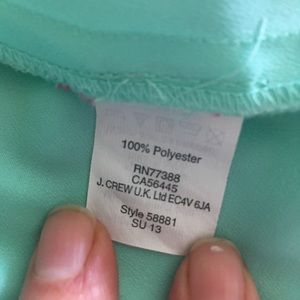 100% Polyester
RN77388
CA56445
J. CREW U.K. Ltd EC4V 6JA
Style 58881
SU 13